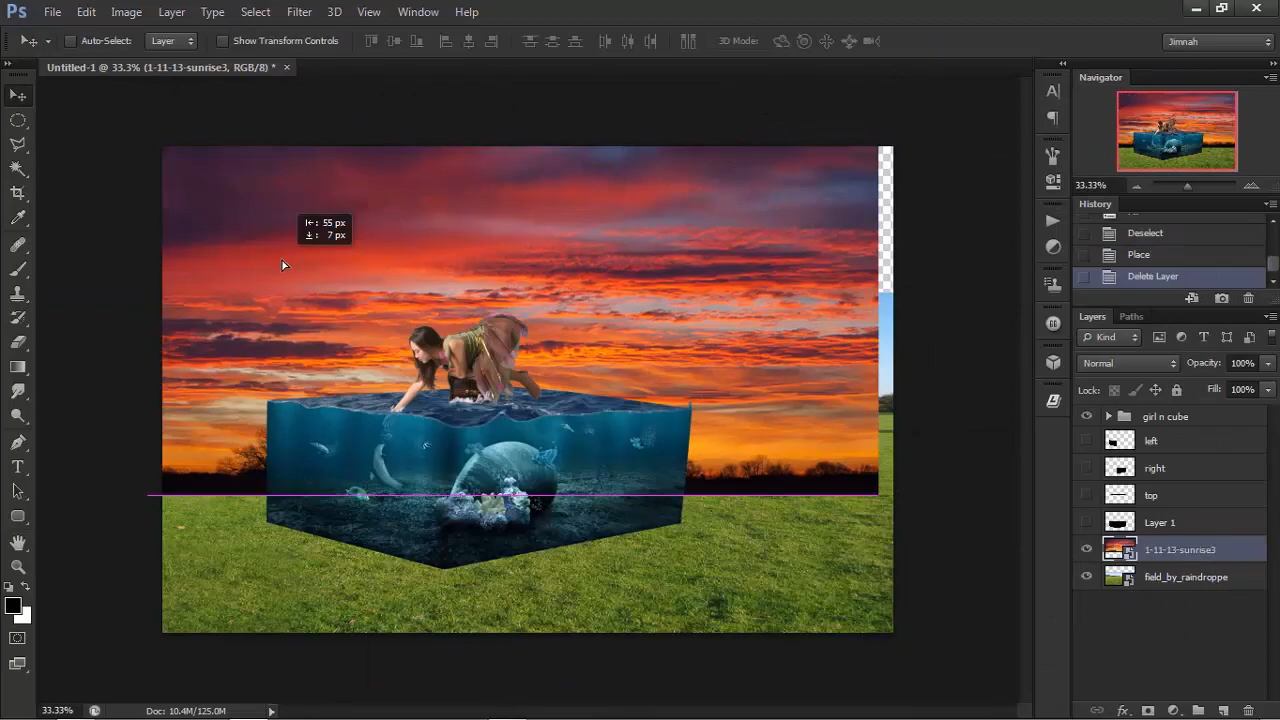 Ps File Edit Image Layer Type Select Filter 3D View Window Help
Auto-Select: Layer Show Transform Controls 3D Mode: Jimnah
Untitled-1 @ 33.3% (1-11-13-sunrise3, RGB/8) * ×
Navigator
33.33%
History
Deselect
Place
Delete Layer
Layers Paths
Kind
Normal Opacity: 100%
Lock: Fill: 100%
girl n cube
left
right
top
Layer 1
1-11-13-sunrise3
field_by_raindroppe
55 px
7 px
33.33% Doc: 10.4M/125.0M